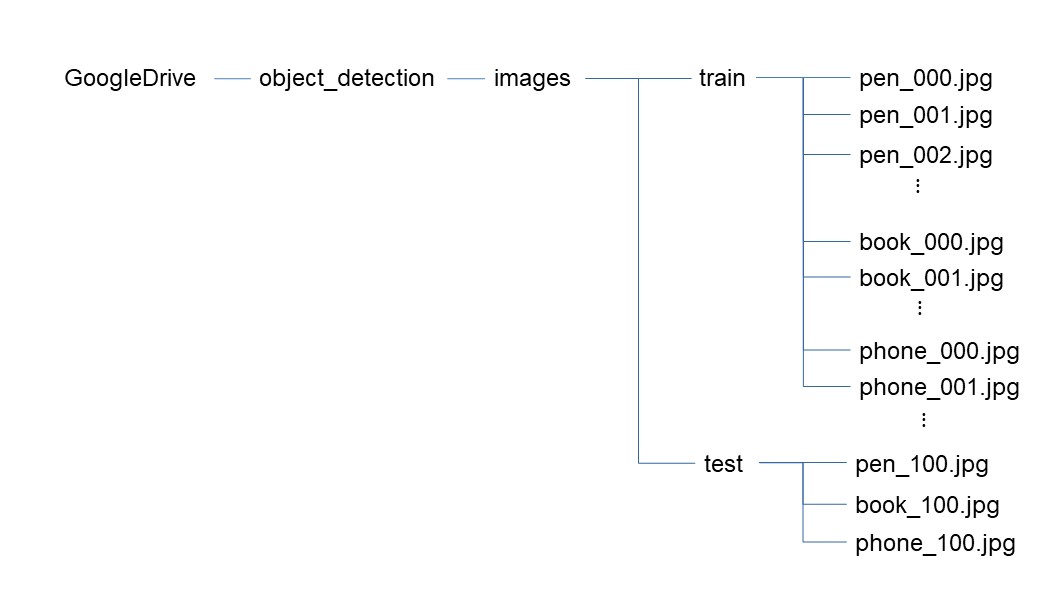 GoogleDrive object_detection images train pen_000.jpg
pen_001.jpg
pen_002.jpg
⋮
book_000.jpg
book_001.jpg
⋮
phone_000.jpg
phone_001.jpg
⋮
test pen_100.jpg
book_100.jpg
phone_100.jpg